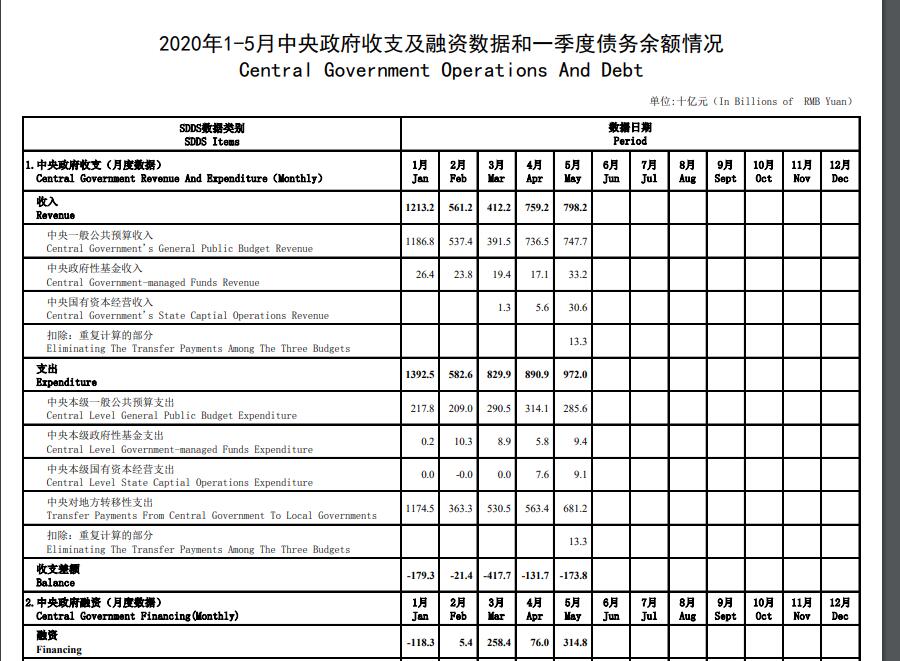 2020年1-5月中央政府收支及融资数据和一季度债务余额情况
Central Government Operations And Debt
单位:十亿元（In Billions of RMB Yuan）
SDDS数据类别 数据日期
SDDS Items Period
1.中央政府收支（月度数据） 1月 2月 3月 4月 5月 6月 7月 8月 9月 10月 11月 12月
Central Government Revenue And Expenditure（Monthly） Jan Feb Mar Apr May Jun Jul Aug Sept Oct Nov Dec
收入
Revenue 1213.2 561.2 412.2 759.2 798.2
中央一般公共预算收入
Central Government's General Public Budget Revenue 1186.8 537.4 391.5 736.5 747.7
中央政府性基金收入
Central Government-managed Funds Revenue 26.4 23.8 19.4 17.1 33.2
中央国有资本经营收入
Central Government's State Captial Operations Revenue 1.3 5.6 30.6
扣除：重复计算的部分
Eliminating The Transfer Payments Among The Three Budgets 13.3
支出
Expenditure 1392.5 582.6 829.9 890.9 972.0
中央本级一般公共预算支出
Central Level General Public Budget Expenditure 217.8 209.0 290.5 314.1 285.6
中央本级政府性基金支出
Central Level Government-managed Funds Expenditure 0.2 10.3 8.9 5.8 9.4
中央本级国有资本经营支出
Central Level State Captial Operations Expenditure 0.0 -0.0 0.0 7.6 9.1
中央对地方转移性支出
Transfer Payments From Central Government To Local Governments 1174.5 363.3 530.5 563.4 681.2
扣除：重复计算的部分
Eliminating The Transfer Payments Among The Three Budgets 13.3
收支差额
Balance -179.3 -21.4 -417.7 -131.7 -173.8
2.中央政府融资（月度数据） 1月 2月 3月 4月 5月 6月 7月 8月 9月 10月 11月 12月
Central Government Financing(Monthly) Jan Feb Mar Apr May Jun Jul Aug Sept Oct Nov Dec
融资
Financing -118.3 5.4 258.4 76.0 314.8